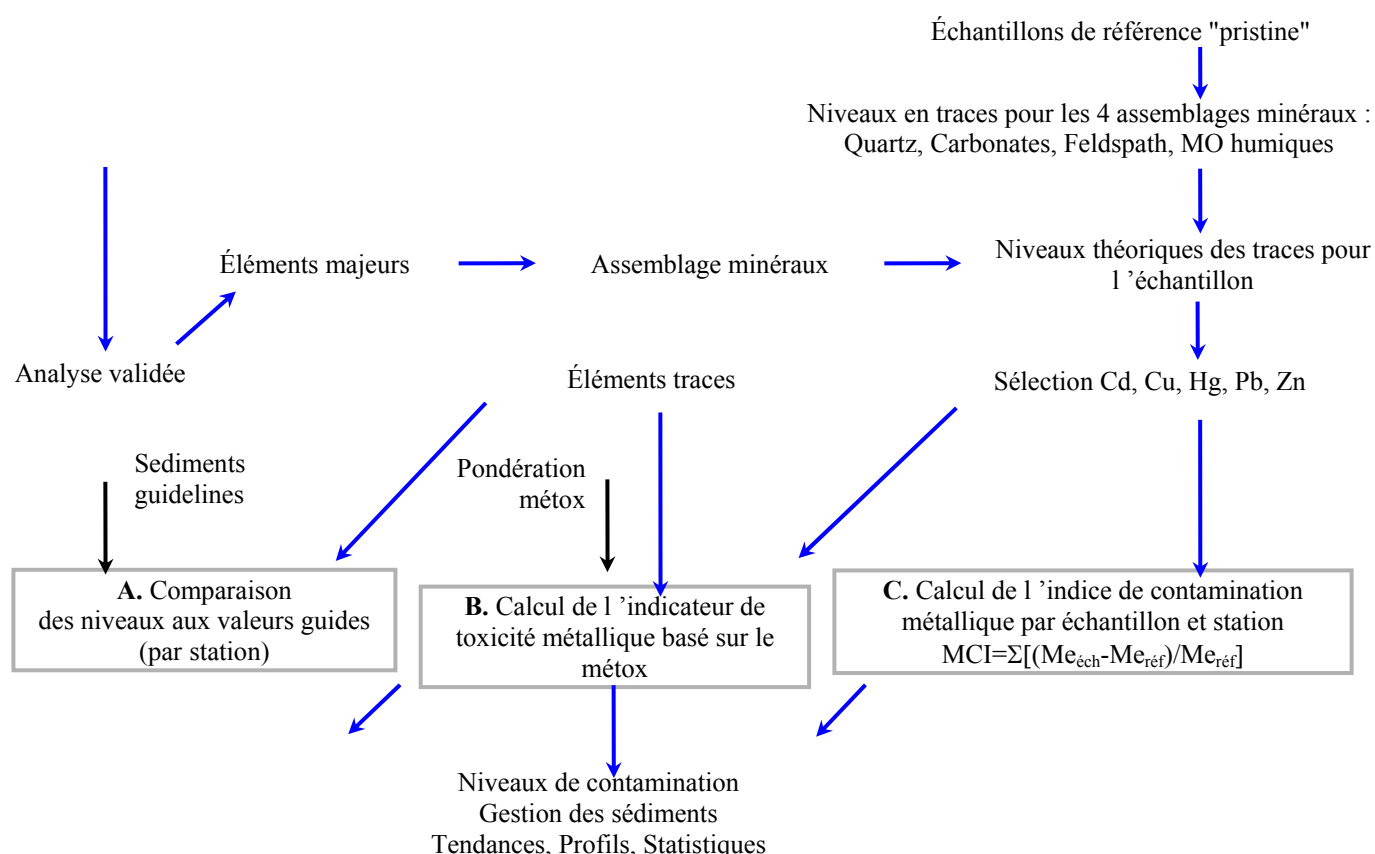 Échantillons de référence "pristine"
Niveaux en traces pour les 4 assemblages minéraux :
Quartz, Carbonates, Feldspath, MO humiques
Éléments majeurs
Assemblage minéraux
Niveaux théoriques des traces pour
l ’échantillon
Analyse validée
Éléments traces
Sélection Cd, Cu, Hg, Pb, Zn
Sediments
guidelines
Pondération
métox
A. Comparaison
des niveaux aux valeurs guides
(par station)
B. Calcul de l ’indicateur de
toxicité métallique basé sur le
métox
C. Calcul de l ’indice de contamination
métallique par échantillon et station
MCI=Σ[(Meéch-Meréf)/Meréf]
Niveaux de contamination
Gestion des sédiments
Tendances, Profils, Statistiques